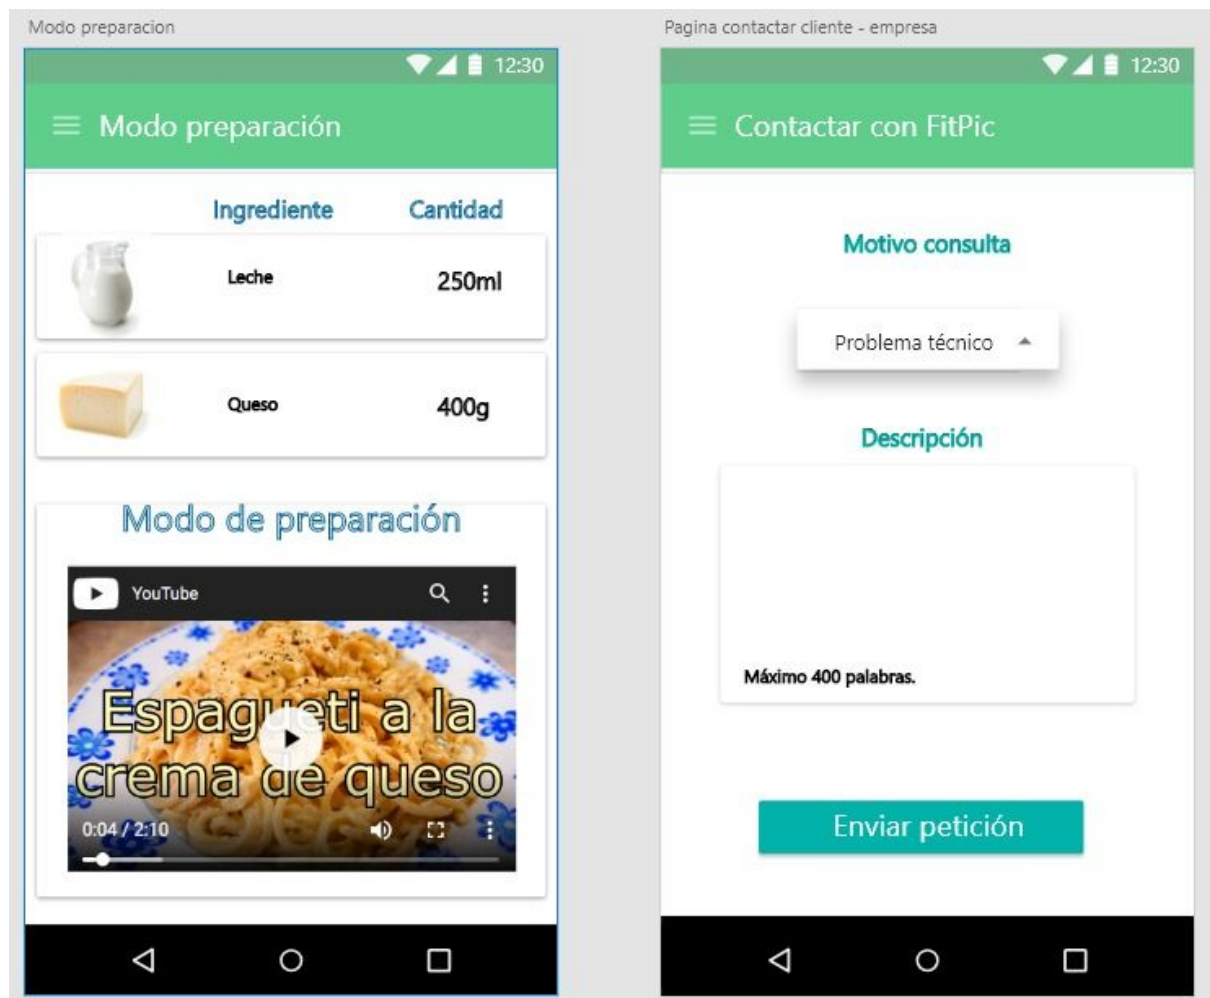 Modo preparacion
12:30
Modo preparación
Ingrediente Cantidad
Leche 250ml
Queso 400g
Modo de preparación
YouTube
Espagueti a la
crema de queso
0:04 / 2:10
Pagina contactar cliente - empresa
12:30
Contactar con FitPic
Motivo consulta
Problema técnico
Descripción
Máximo 400 palabras.
Enviar petición